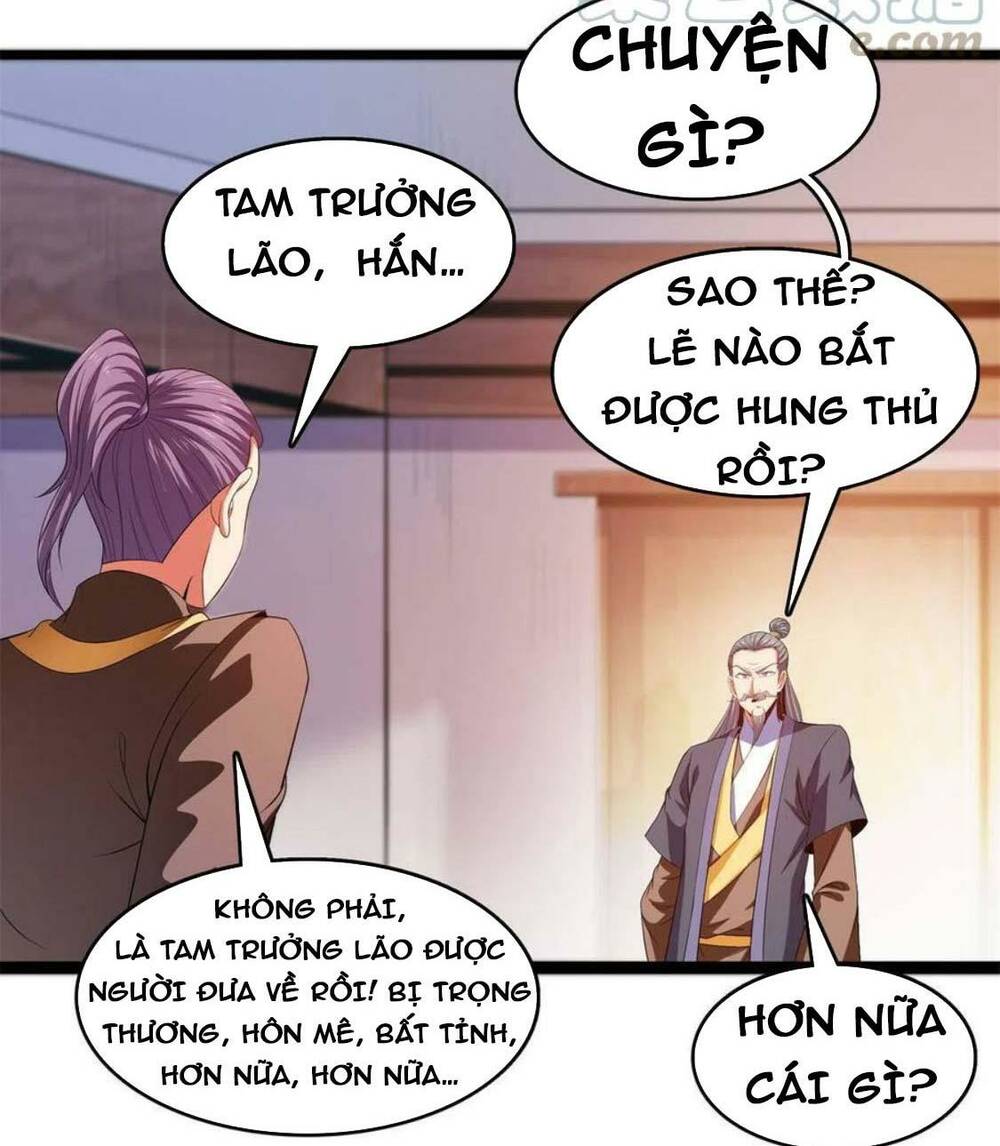 e.com
CHUYỆN
GÌ?
TAM TRƯỞNG
LÃO, HẮN...
SAO THẾ?
LẼ NÀO BẮT
ĐƯỢC HUNG THỦ
RỒI?
KHÔNG PHẢI,
LÀ TAM TRƯỞNG LÃO ĐƯỢC
NGƯỜI ĐƯA VỀ RỒI! BỊ TRỌNG
THƯƠNG, HÔN MÊ, BẤT TỈNH,
HƠN NỮA, HƠN NỮA...
HƠN NỮA
CÁI GÌ?